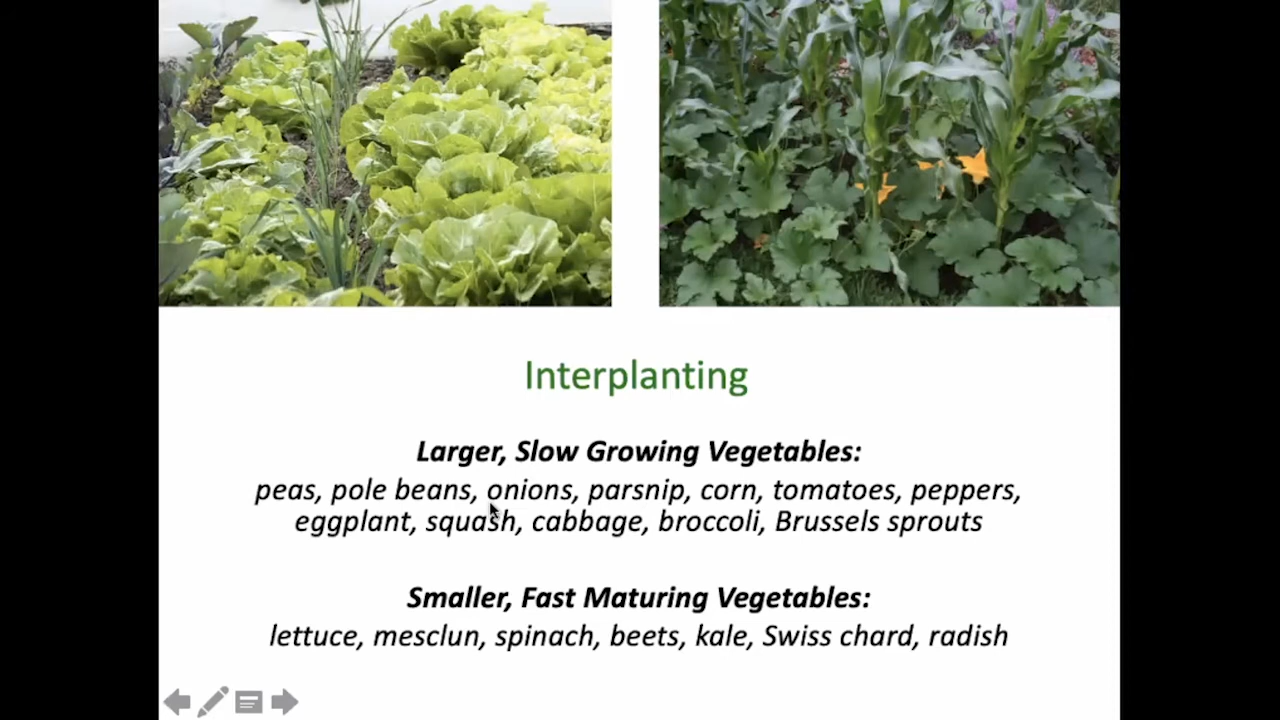 Interplanting
Larger, Slow Growing Vegetables:
peas, pole beans, onions, parsnip, corn, tomatoes, peppers,
eggplant, squash, cabbage, broccoli, Brussels sprouts
Smaller, Fast Maturing Vegetables:
lettuce, mesclun, spinach, beets, kale, Swiss chard, radish